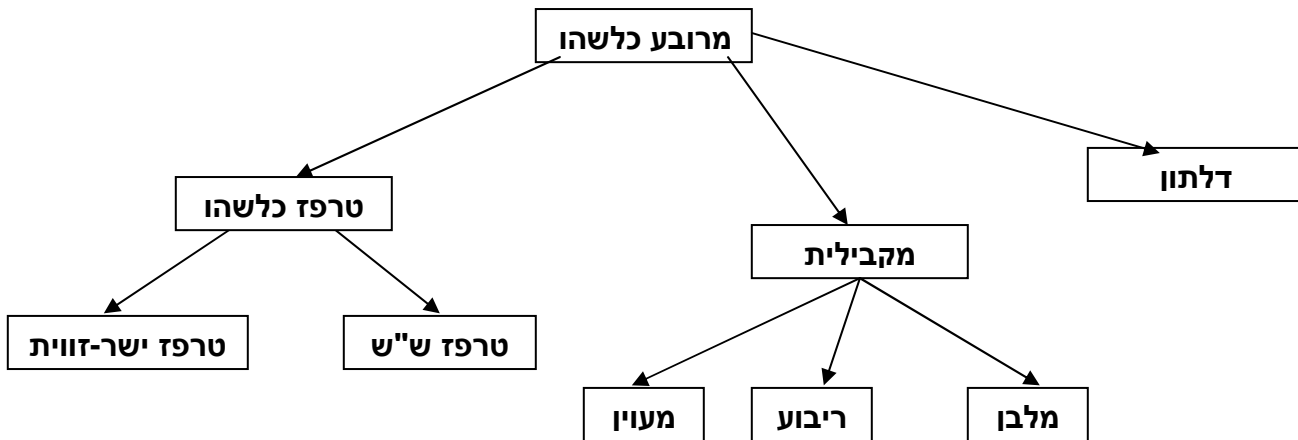 מרובע כלשהו
דלתון
טרפז כלשהו
מקבילית
טרפז ש"ש
טרפז ישר-זווית
מלבן
ריבוע
מעוין